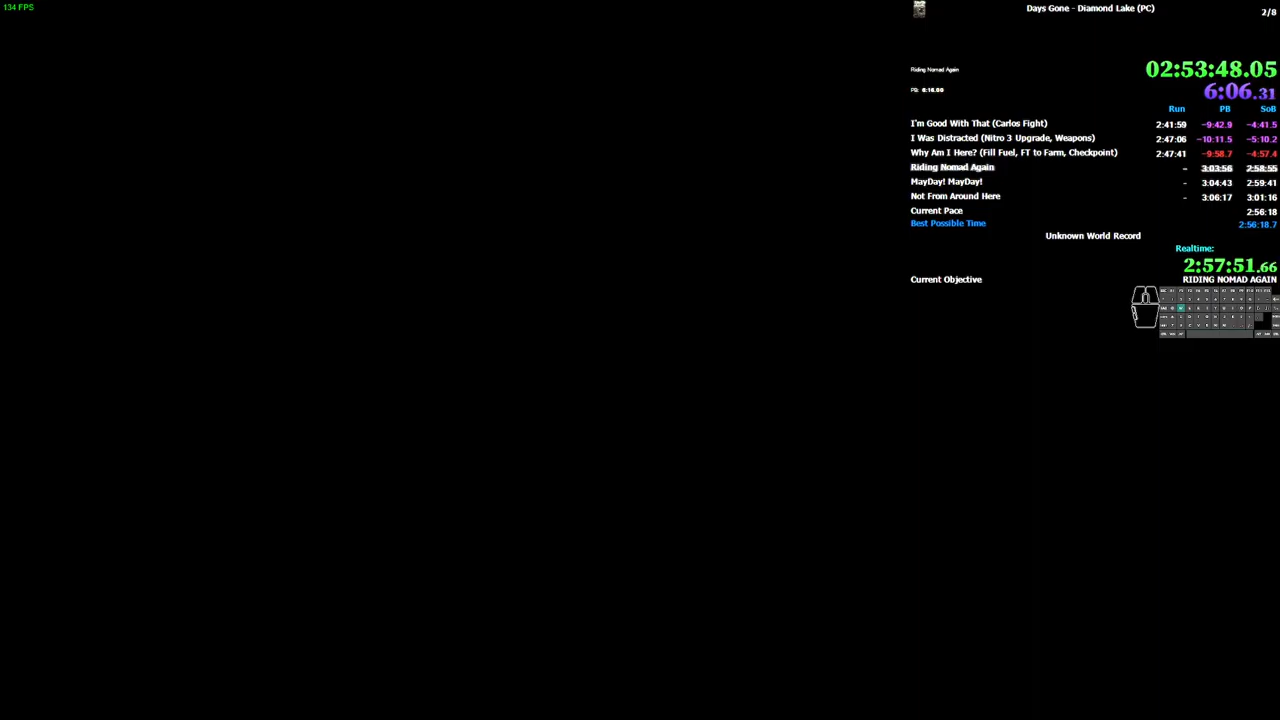 134 FPS
Days Gone - Diamond Lake (PC)
2/8
Riding Nomad Again
02:53:48.05
PB: 6:16.00
6:06.31
Run PB SoB
I'm Good With That (Carlos Fight) 2:41:59 -9:42.9 -4:41.5
I Was Distracted (Nitro 3 Upgrade, Weapons) 2:47:06 -10:11.5 -5:10.2
Why Am I Here? (Fill Fuel, FT to Farm, Checkpoint) 2:47:41 -9:58.7 -4:57.4
Riding Nomad Again - 3:03:56 2:58:55
MayDay! MayDay! - 3:04:43 2:59:41
Not From Around Here - 3:06:17 3:01:16
Current Pace 2:56:18
Best Possible Time 2:56:18.7
Unknown World Record
Realtime:
2:57:51.66
Current Objective RIDING NOMAD AGAIN